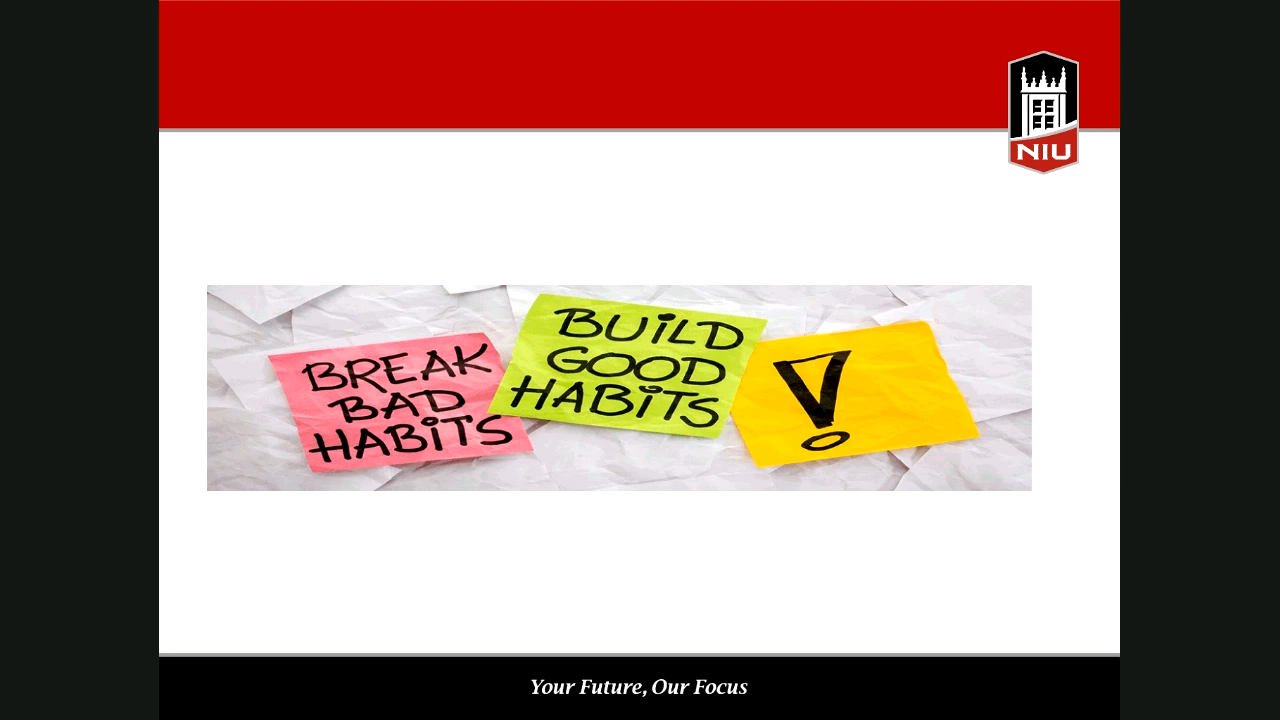 NIU
BREAK
BAD
HABiTS
BUiLD
GOOD
HABiTS
!
Your Future, Our Focus